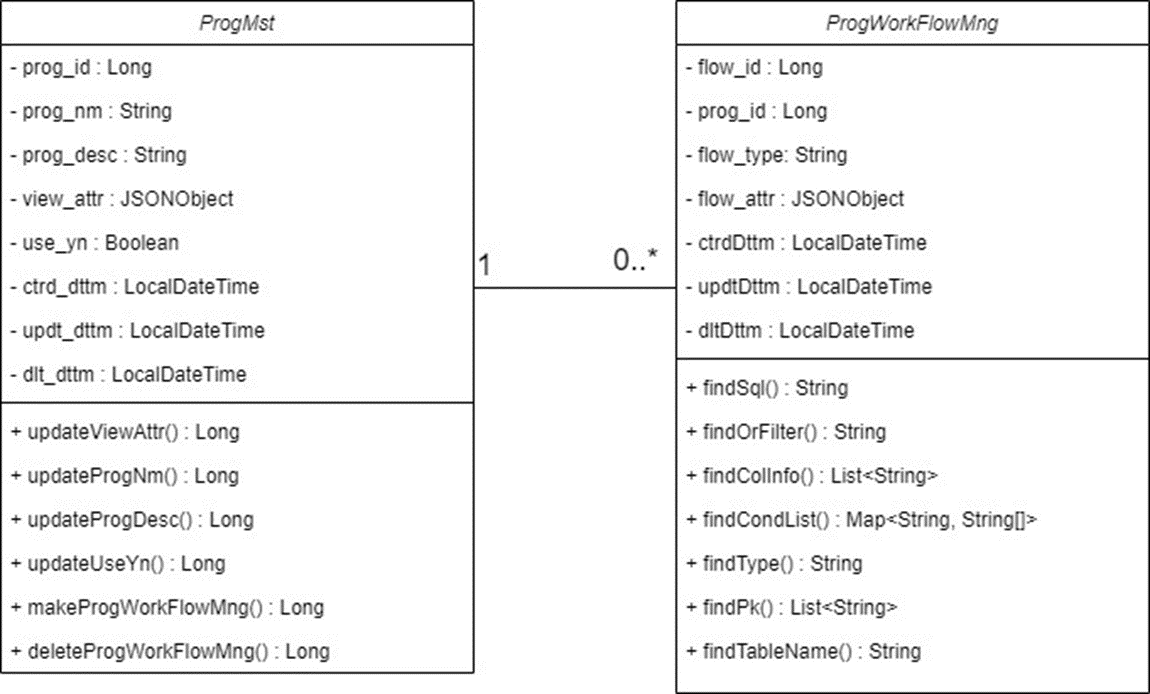 ProgMst
- prog_id : Long
- prog_nm : String
- prog_desc : String
- view_attr : JSONObject
- use_yn : Boolean
- ctrd_dttm : LocalDateTime
- updt_dttm : LocalDateTime
- dlt_dttm : LocalDateTime
+ updateViewAttr() : Long
+ updateProgNm() : Long
+ updateProgDesc() : Long
+ updateUseYn() : Long
+ makeProgWorkFlowMng() : Long
+ deleteProgWorkFlowMng() : Long
1
0..*
ProgWorkFlowMng
- flow_id : Long
- prog_id : Long
- flow_type: String
- flow_attr : JSONObject
- ctrdDttm : LocalDateTime
- updtDttm : LocalDateTime
- dltDttm : LocalDateTime
+ findSql() : String
+ findOrFilter() : String
+ findColInfo() : List<String>
+ findCondList() : Map<String, String[]>
+ findType() : String
+ findPk() : List<String>
+ findTableName() : String